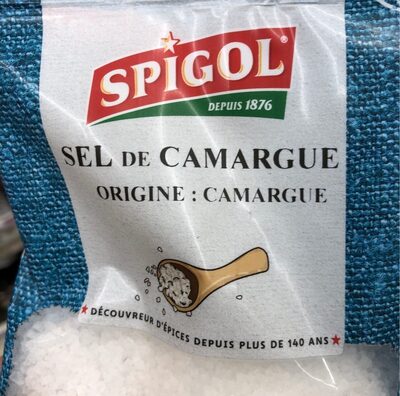 SPIGOL®
DEPUIS 1876
SEL DE CAMARGUE
ORIGINE : CAMARGUE
★ DÉCOUVREUR D'ÉPICES DEPUIS PLUS DE 140 ANS ★